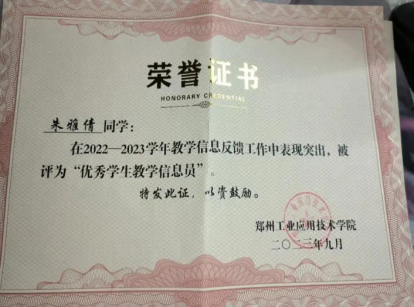 荣誉证书
HONORARY CREDENTIAL
朱雅倩 同学：
在2022—2023学年教学信息反馈工作中表现突出，被
评为“优秀学生教学信息员”。
特发此证，以资鼓励。
郑州工业应用技术学院
二〇二三年九月